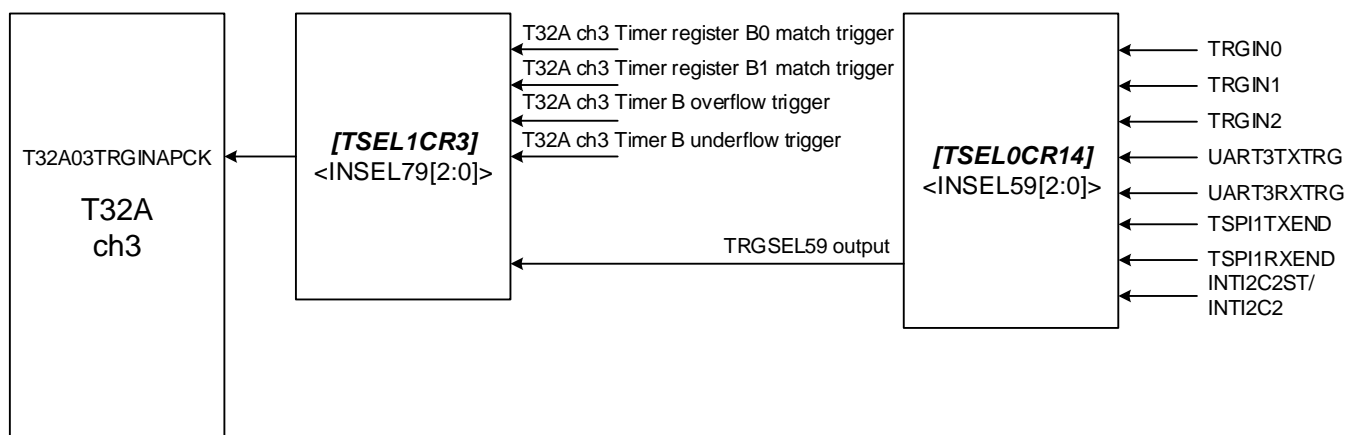 T32A03TRGINAPCK
T32A
ch3
[TSEL1CR3]
<INSEL79[2:0]>
T32A ch3 Timer register B0 match trigger
T32A ch3 Timer register B1 match trigger
T32A ch3 Timer B overflow trigger
T32A ch3 Timer B underflow trigger
TRGSEL59 output
[TSEL0CR14]
<INSEL59[2:0]>
TRGIN0
TRGIN1
TRGIN2
UART3TXTRG
UART3RXTRG
TSPI1TXEND
TSPI1RXEND
INTI2C2ST/
INTI2C2